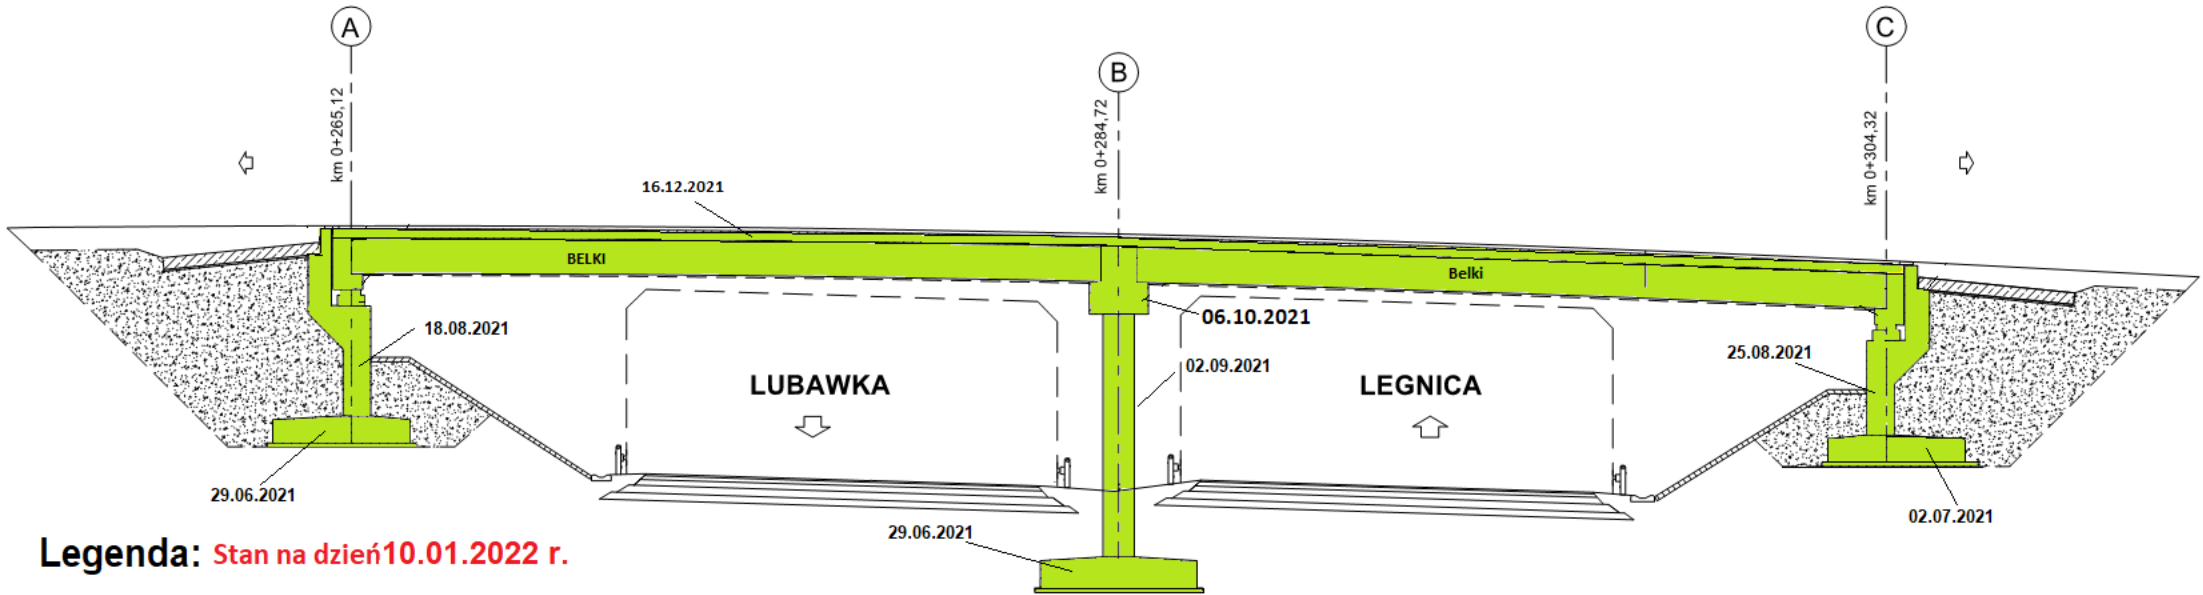 A
B
C
km 0+265,12
km 0+284,72
km 0+304,32
16.12.2021
BELKI
Belki
18.08.2021
06.10.2021
02.09.2021
25.08.2021
LUBAWKA
LEGNICA
29.06.2021
29.06.2021
02.07.2021
Legenda: Stan na dzień10.01.2022 r.